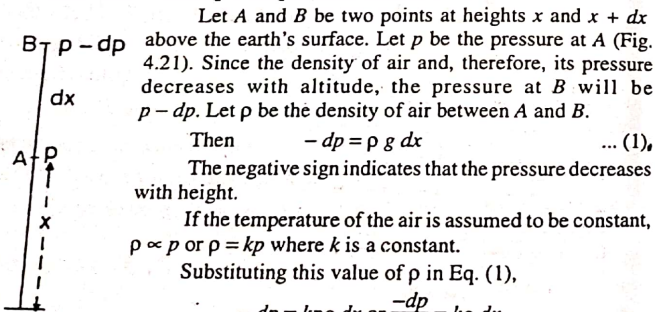 Let A and B be two points at heights x and x + dx
above the earth's surface. Let p be the pressure at A (Fig.
4.21). Since the density of air and, therefore, its pressure
decreases with altitude, the pressure at B will be
p – dp. Let ρ be the density of air between A and B.
Then – dp = ρ g dx ... (1),
The negative sign indicates that the pressure decreases
with height.
If the temperature of the air is assumed to be constant,
ρ ∝ p or ρ = kp where k is a constant.
Substituting this value of ρ in Eq. (1),
–dp
B p – dp
dx
A P
x